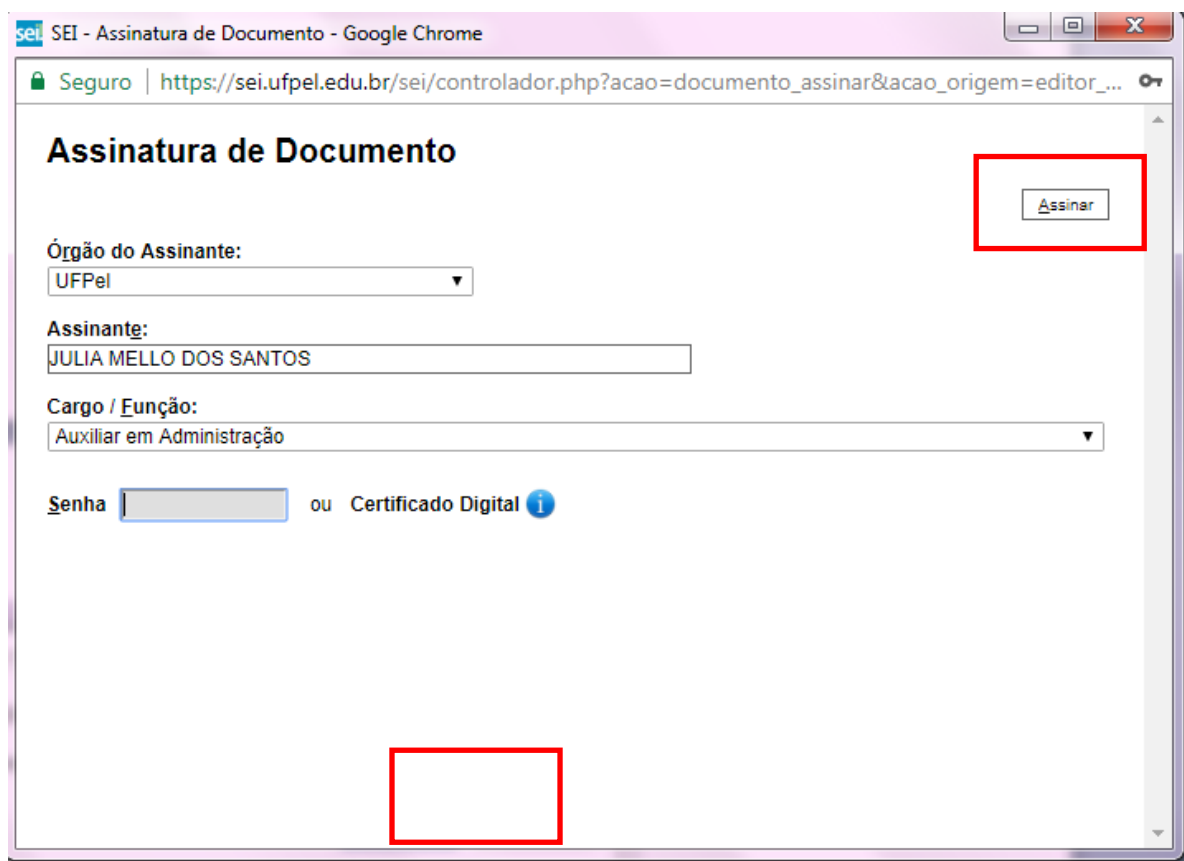 sei! SEI - Assinatura de Documento - Google Chrome
Seguro | https://sei.ufpel.edu.br/sei/controlador.php?acao=documento_assinar&acao_origem=editor_...
Assinatura de Documento
Assinar
Órgão do Assinante:
UFPel
Assinante:
JULIA MELLO DOS SANTOS
Cargo / Função:
Auxiliar em Administração
Senha ou Certificado Digital i